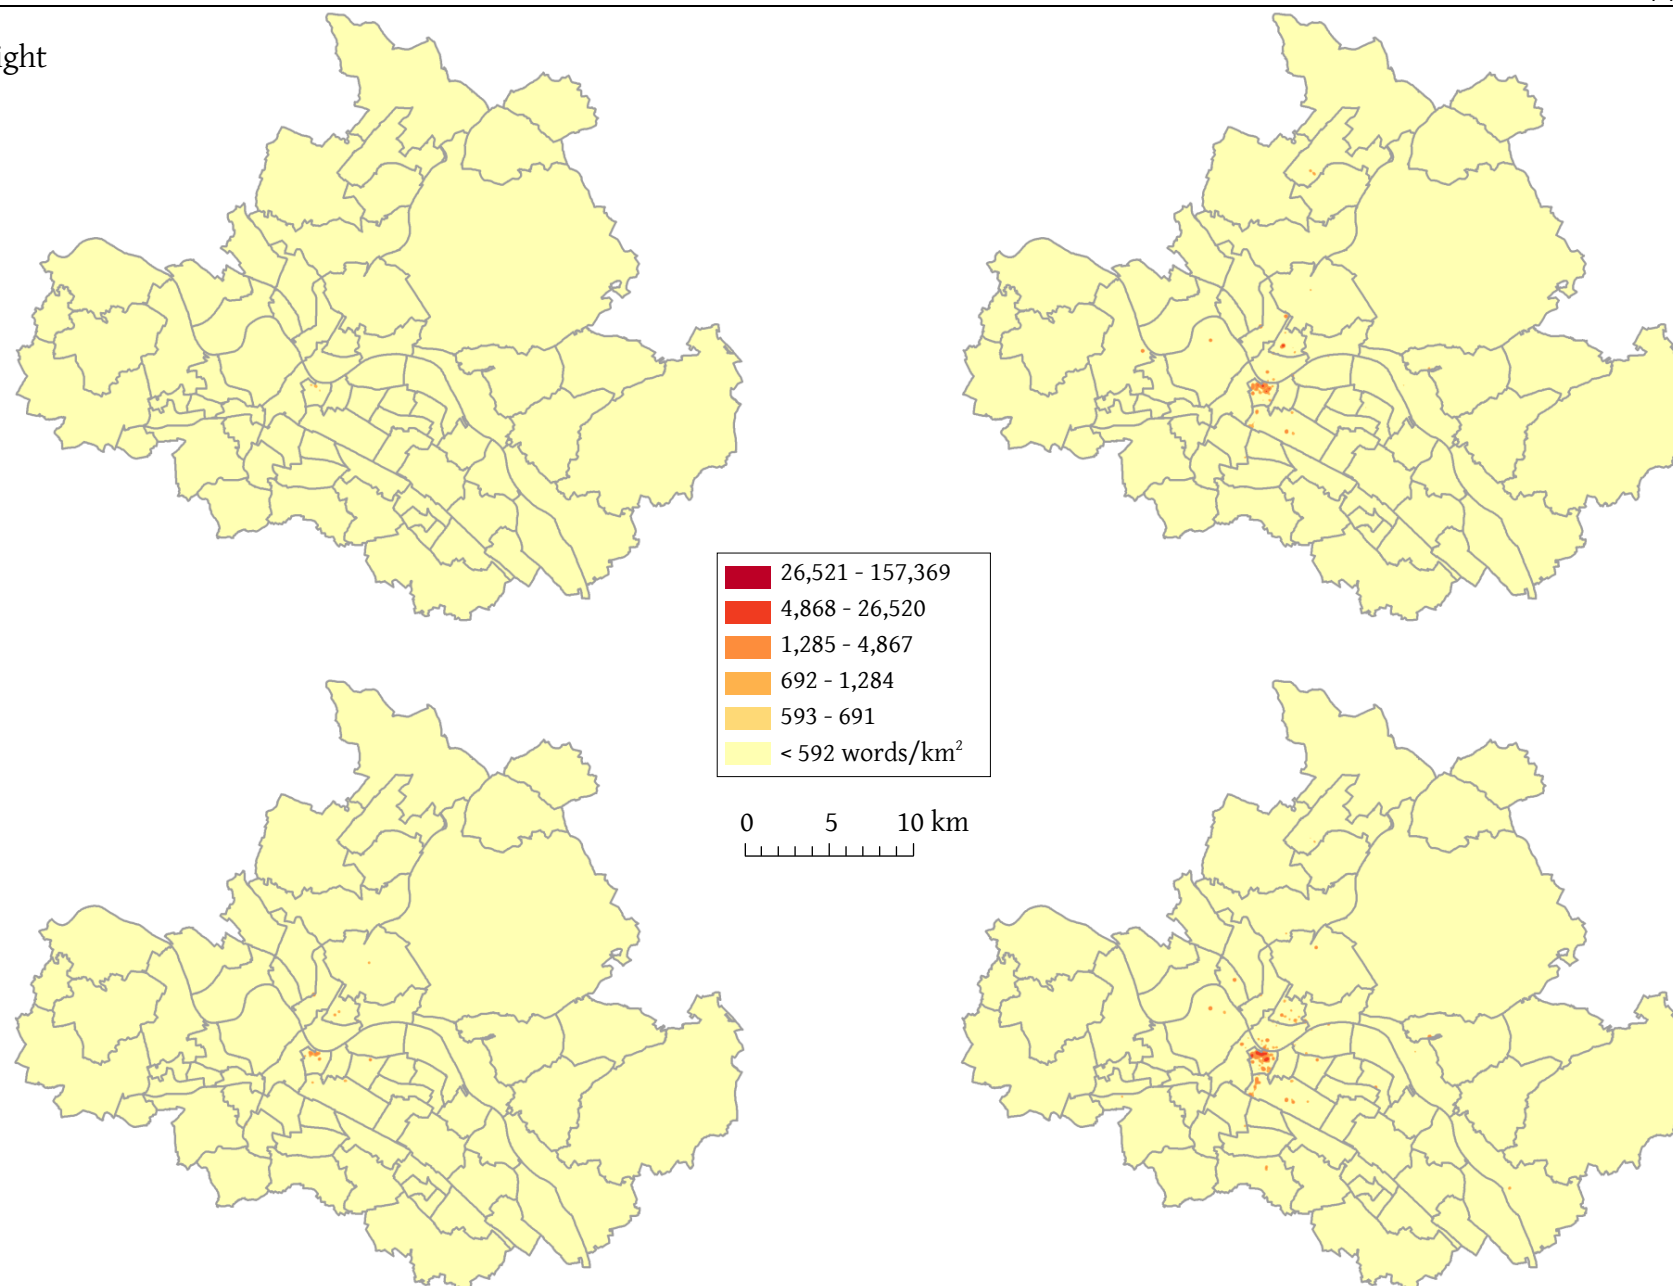 ight
26,521 - 157,369
4,868 - 26,520
1,285 - 4,867
692 - 1,284
593 - 691
< 592 words/km²
0 5 10 km